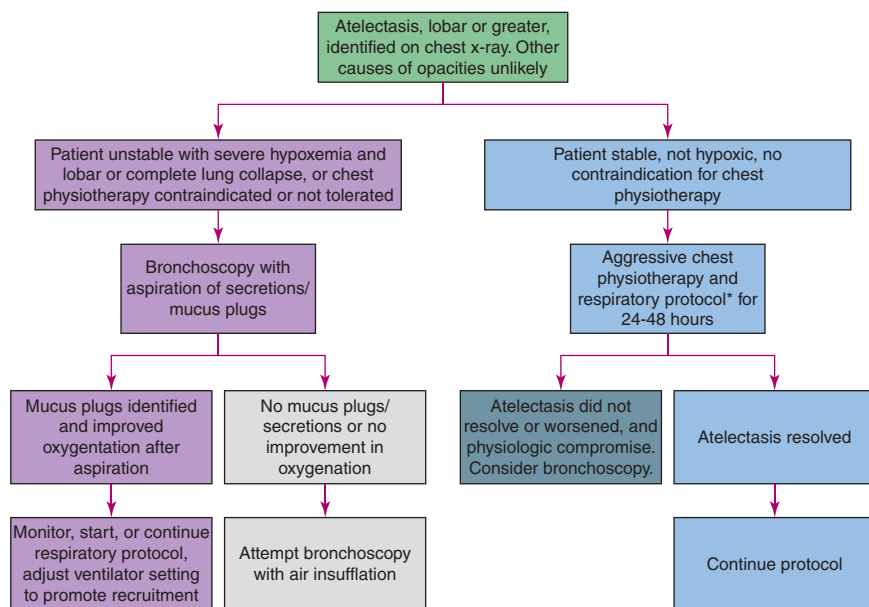 Atelectasis, lobar or greater,
identified on chest x-ray. Other
causes of opacities unlikely
Patient unstable with severe hypoxemia and
lobar or complete lung collapse, or chest
physiotherapy contraindicated or not tolerated
Patient stable, not hypoxic, no
contraindication for chest
physiotherapy
Bronchoscopy with
aspiration of secretions/
mucus plugs
Aggressive chest
physiotherapy and
respiratory protocol* for
24-48 hours
Mucus plugs identified
and improved
oxygentation after
aspiration
No mucus plugs/
secretions or no
improvement in
oxygenation
Atelectasis did not
resolve or worsened, and
physiologic compromise.
Consider bronchoscopy.
Atelectasis resolved
Monitor, start, or continue
respiratory protocol,
adjust ventilator setting
to promote recruitment
Attempt bronchoscopy
with air insufflation
Continue protocol